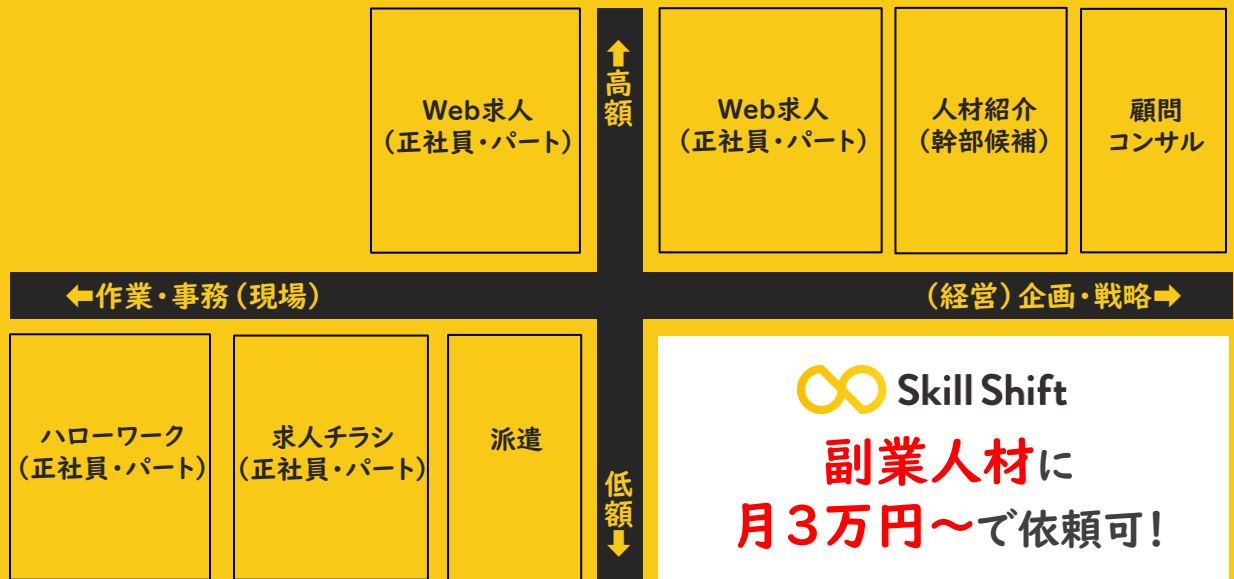 Web求人
(正社員・パート)
⬆高額
Web求人
(正社員・パート)
人材紹介
(幹部候補)
顧問
コンサル
⬅作業・事務(現場)
(経営)企画・戦略➡
ハローワーク
(正社員・パート)
求人チラシ
(正社員・パート)
派遣
低額⬇
Skill Shift
副業人材に
月3万円〜で依頼可!